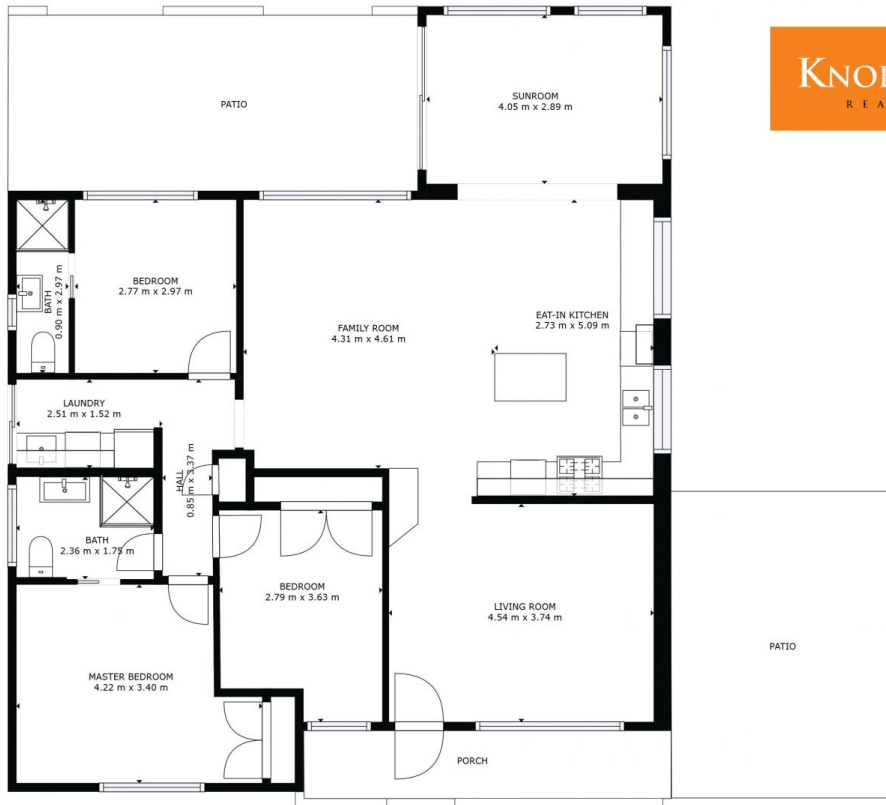 PATIO
SUNROOM
4.05 m x 2.89 m
KNO
REA
BEDROOM
2.77 m x 2.97 m
BATH
0.90 m x 2.97 m
FAMILY ROOM
4.31 m x 4.61 m
EAT-IN KITCHEN
2.73 m x 5.09 m
LAUNDRY
2.51 m x 1.52 m
HALL
0.85 m x 3.37 m
BATH
2.36 m x 1.75 m
BEDROOM
2.79 m x 3.63 m
LIVING ROOM
4.54 m x 3.74 m
PATIO
MASTER BEDROOM
4.22 m x 3.40 m
PORCH